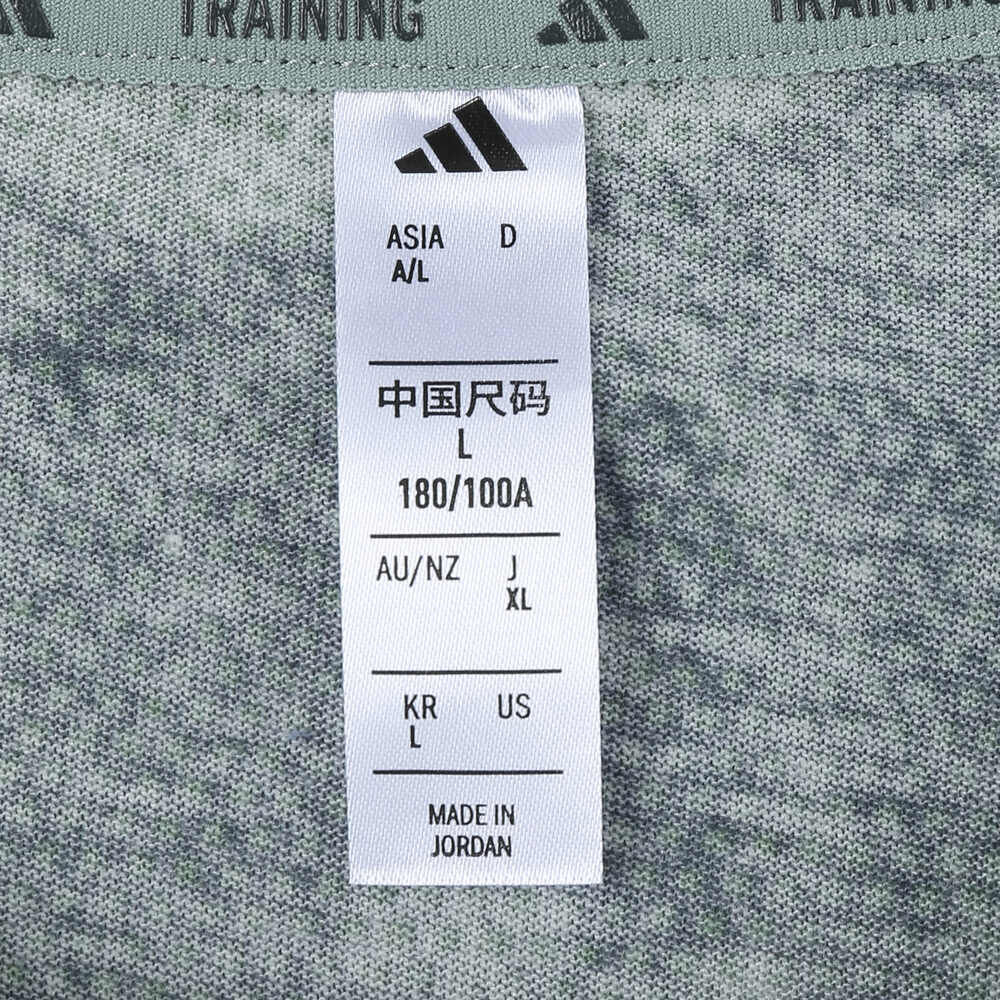 TRAINING TRAINING
ASIA D
A/L
中国尺码
L
180/100A
AU/NZ J
XL
KR US
L
MADE IN
JORDAN